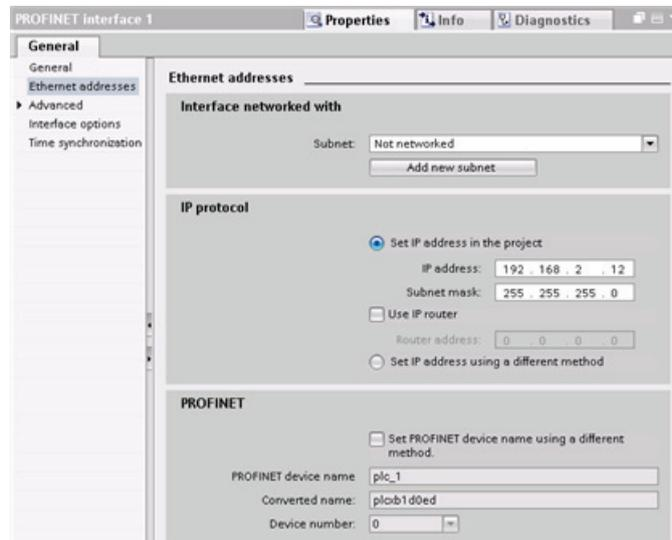 PROFINET interface 1
Properties
Info
Diagnostics
General
General
Ethernet addresses
Advanced
Interface options
Time synchronization
Ethernet addresses
Interface networked with
Subnet: Not networked
Add new subnet
IP protocol
Set IP address in the project
IP address: 192 . 168 . 2 . 12
Subnet mask: 255 . 255 . 255 . 0
Use IP router
Router address: 0 . 0 . 0 . 0
Set IP address using a different method
PROFINET
Set PROFINET device name using a different
method.
PROFINET device name plc_1
Converted name: plcxb1d0ed
Device number: 0